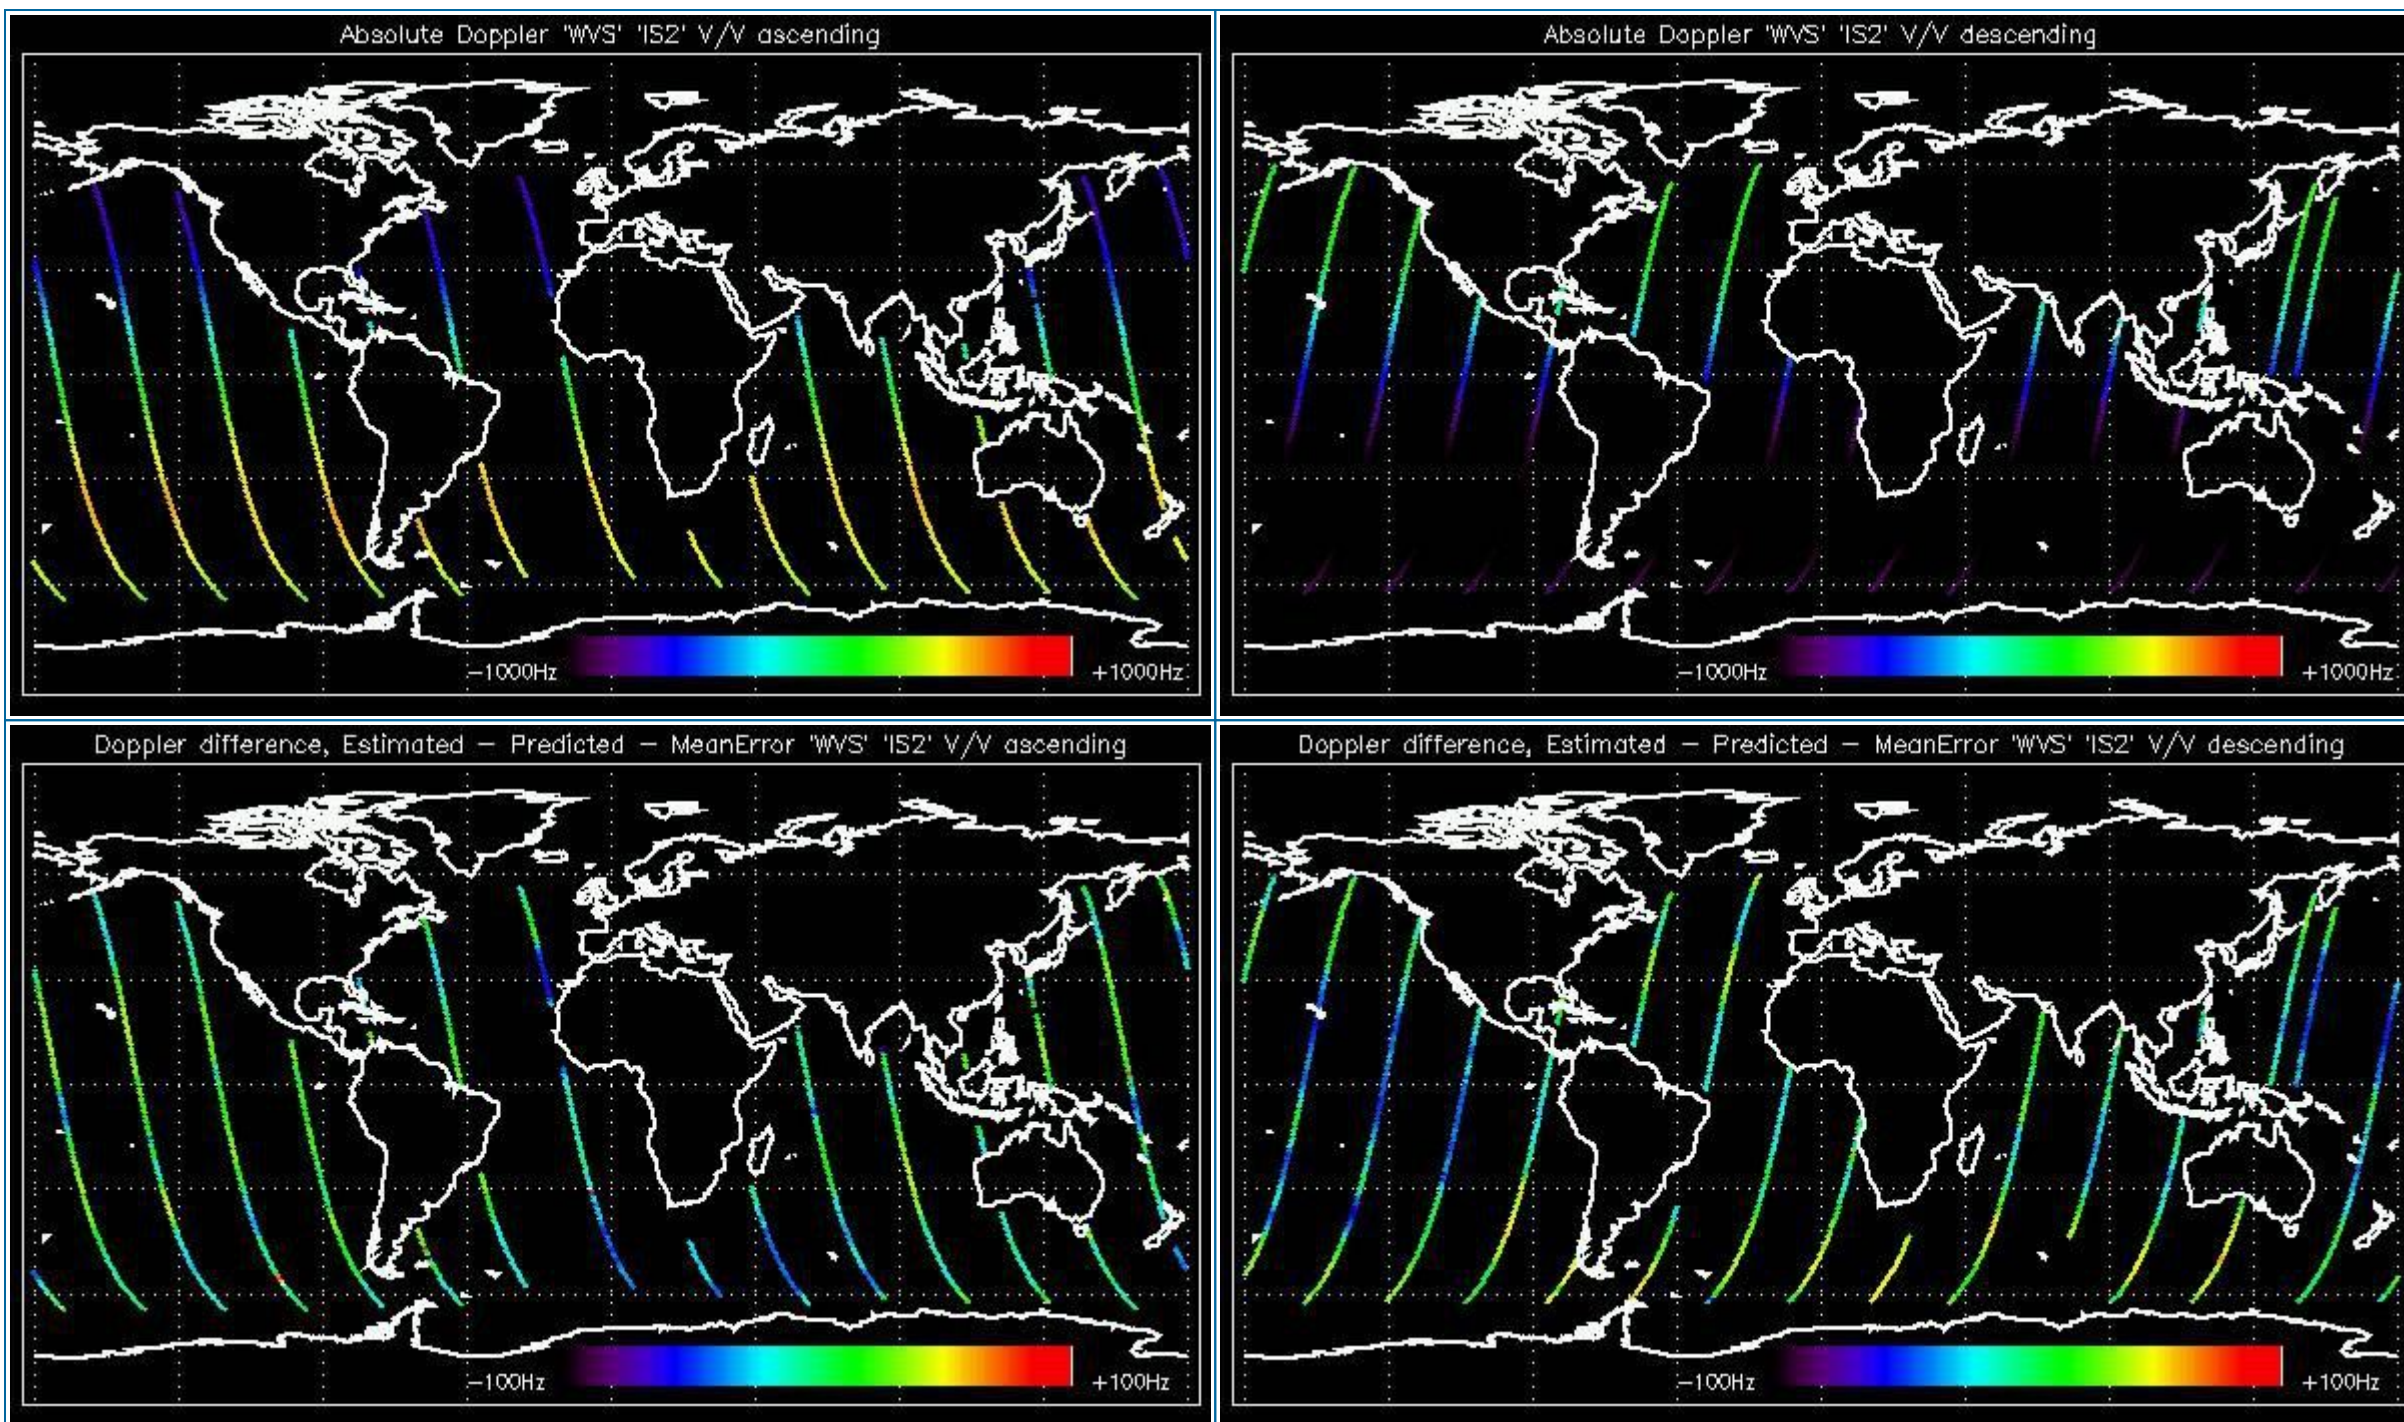 Absolute Doppler 'WVS' 'IS2' V/V ascending
-1000Hz
+1000Hz
Absolute Doppler 'WVS' 'IS2' V/V descending
-1000Hz
+1000Hz
Doppler difference, Estimated - Predicted - MeanError 'WVS' 'IS2' V/V ascending
-100Hz
+100Hz
Doppler difference, Estimated - Predicted - MeanError 'WVS' 'IS2' V/V descending
-100Hz
+100Hz